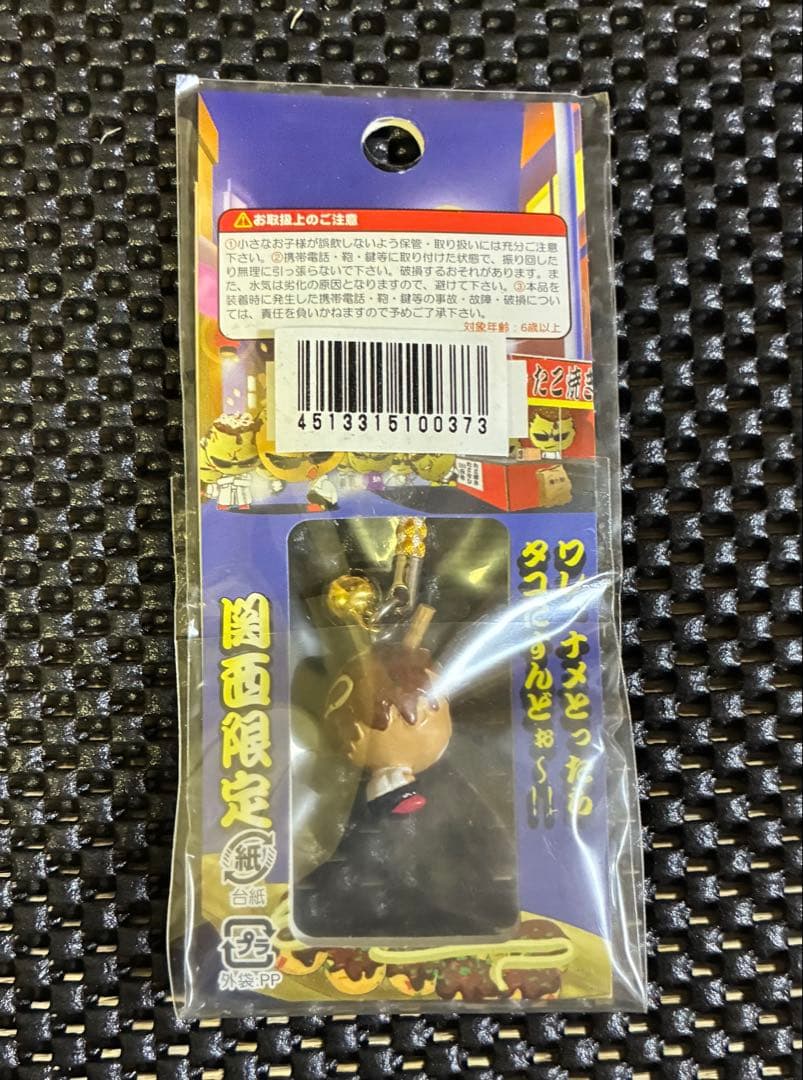 お取扱上のご注意
①小さなお子様が誤飲しないよう保管・取り扱いには充分ご注意
下さい。②携帯電話・鞄・鍵等に取り付けた状態で、振り回した
り無理に引っ張らないで下さい。破損するおそれがあります。ま
た、水気は劣化の原因となりますので、避けて下さい。③本品を
装着時に発生した携帯電話・鞄・鍵等の事故・故障・破損について
は、責任を負いかねますので予めご了承下さい。
対象年齢：6歳以上
4513315100373
たこ焼き
ナメとったら
タコにすんどぉ～!!
関西限定
紙
台紙
プラ
外袋:PP